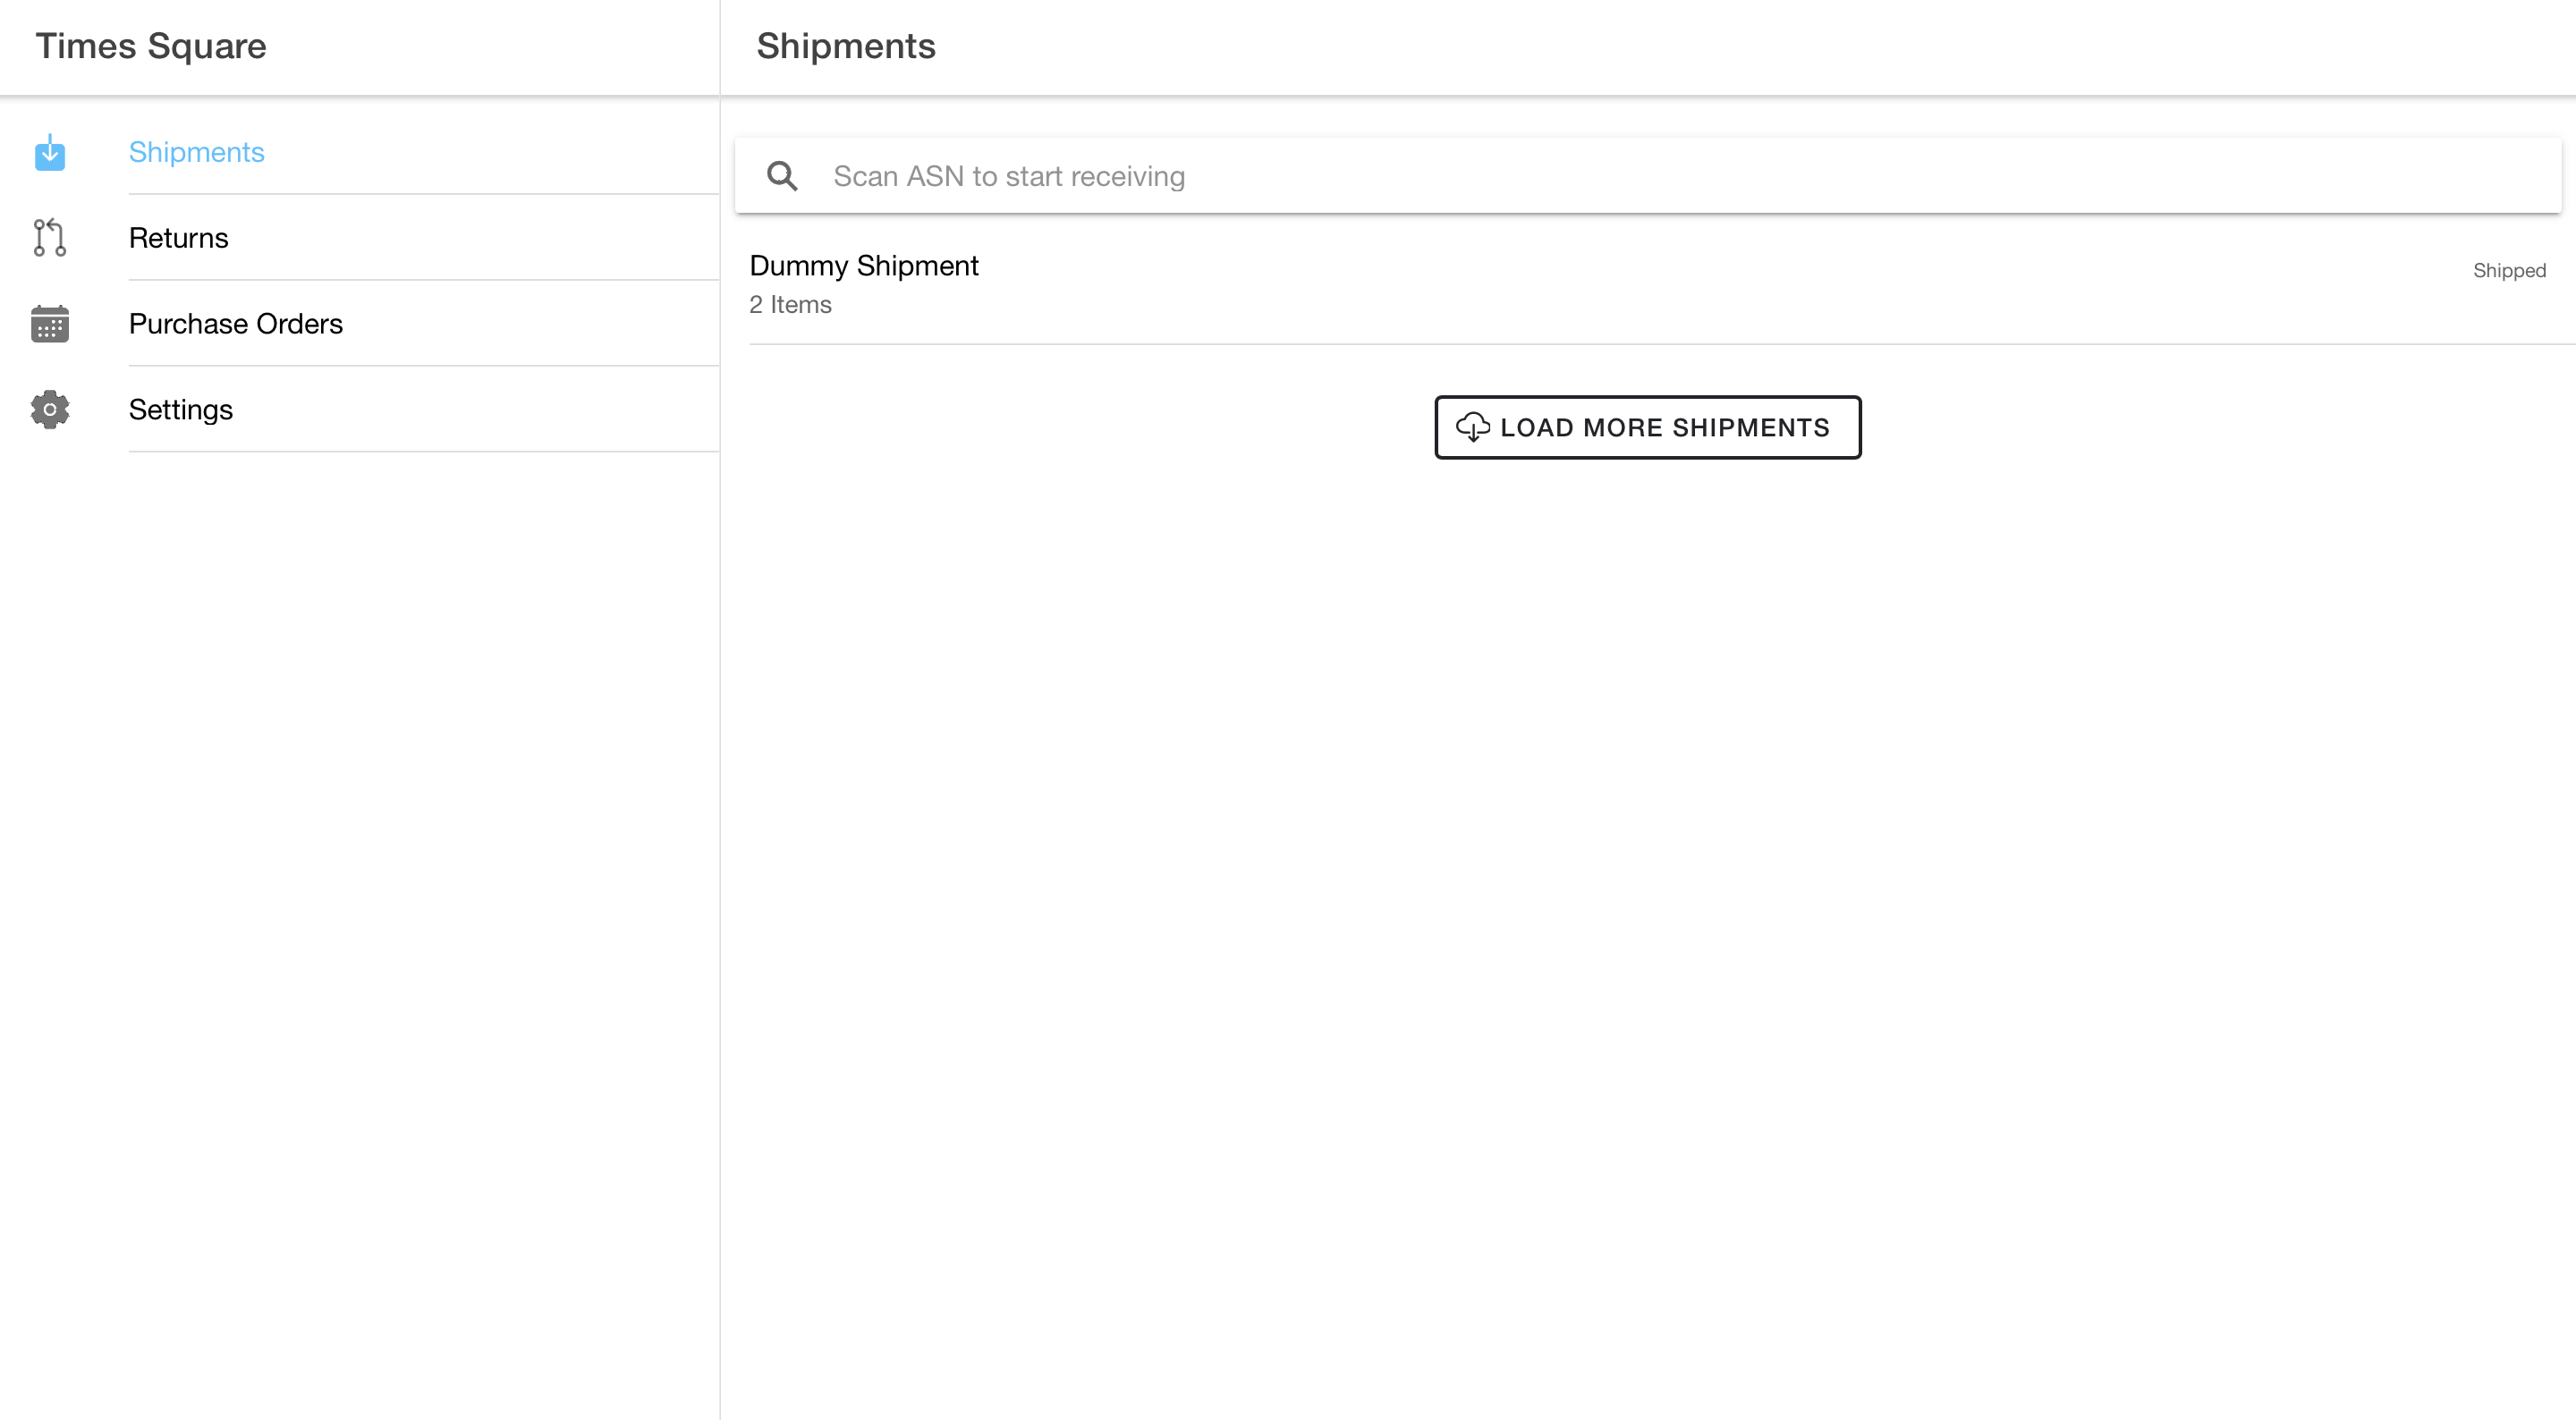 Times Square
Shipments
Returns
Purchase Orders
Settings
Shipments
Scan ASN to start receiving
Dummy Shipment
Shipped
2 Items
LOAD MORE SHIPMENTS